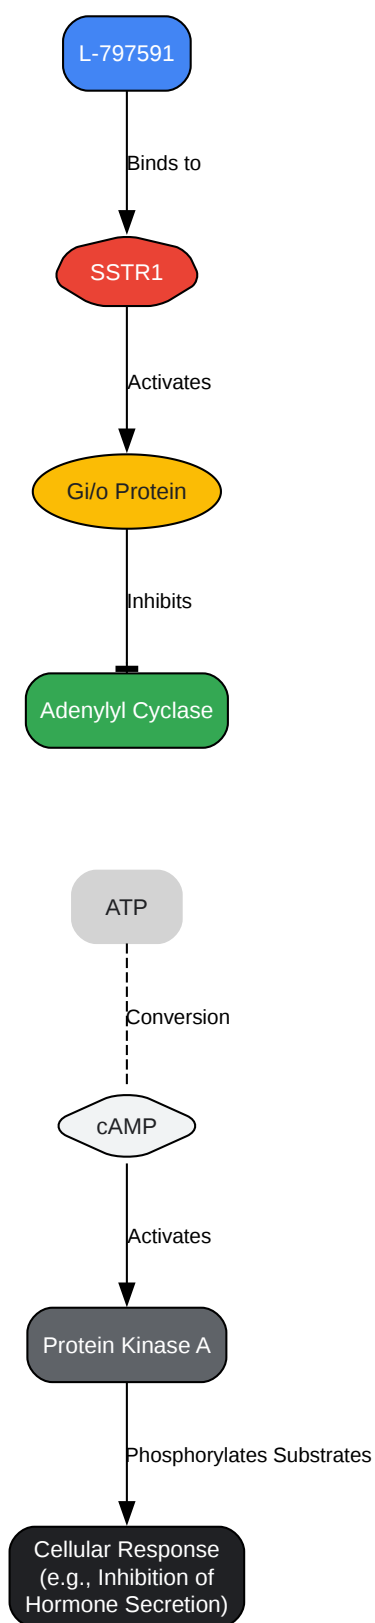 L-797591
Binds to
SSTR1
Activates
Gi/o Protein
Inhibits
Adenylyl Cyclase
ATP
Conversion
cAMP
Activates
Protein Kinase A
Phosphorylates Substrates
Cellular Response
(e.g., Inhibition of
Hormone Secretion)